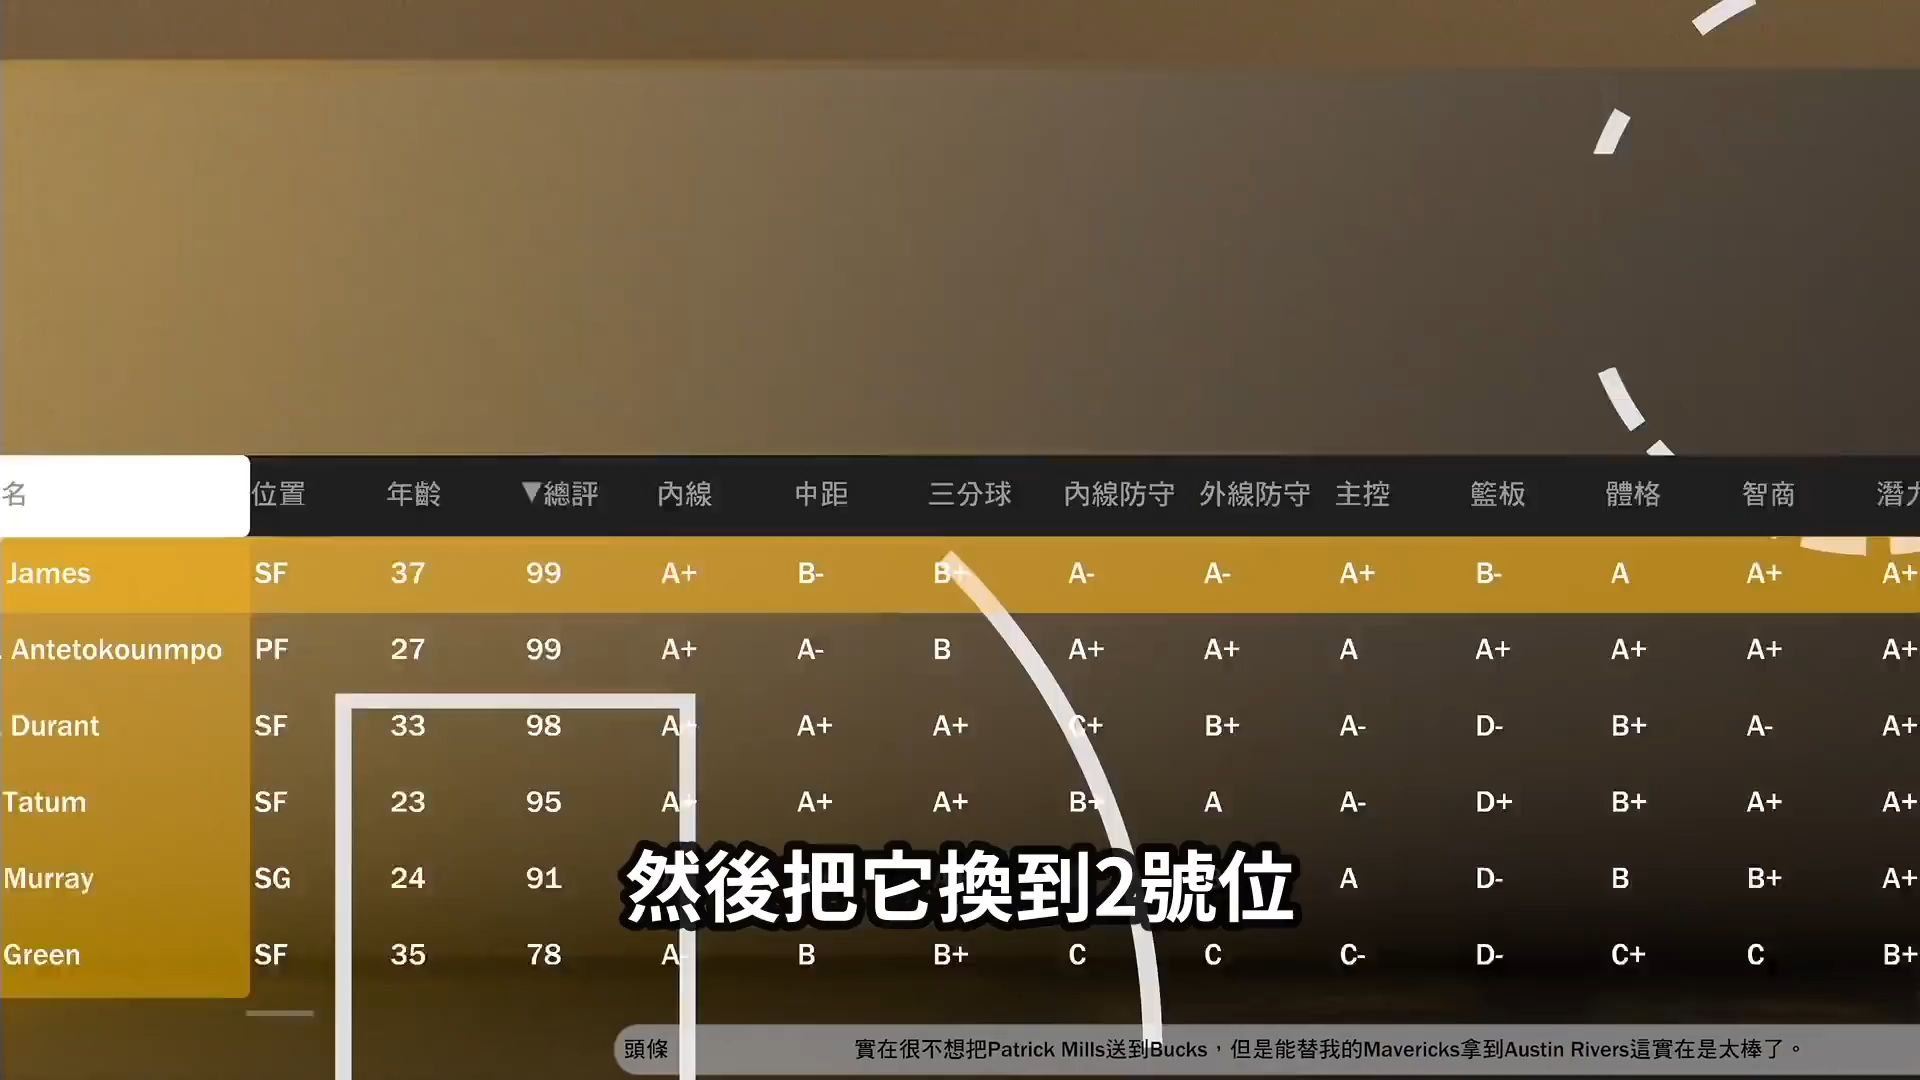 名 位置 年齡 ▼總評 內線 中距 三分球 內線防守 外線防守 主控 籃板 體格 智商 潛力
James SF 37 99 A+ B- B+ A- A- A+ B- A A+ A+
Antetokounmpo PF 27 99 A+ A- B A+ A+ A A+ A+ A+ A+
Durant SF 33 98 A+ A+ A+ C+ B+ A- D- B+ A- A+
Tatum SF 23 95 A+ A+ A+ B+ A A- D+ B+ A+ A+
Murray SG 24 91 A D- B B+ A+
然後把它換到2號位
Green SF 35 78 A- B B+ C C C- D- C+ C B+
頭條 實在很不想把Patrick Mills送到Bucks，但是能替我的Mavericks拿到Austin Rivers這實在是太棒了。